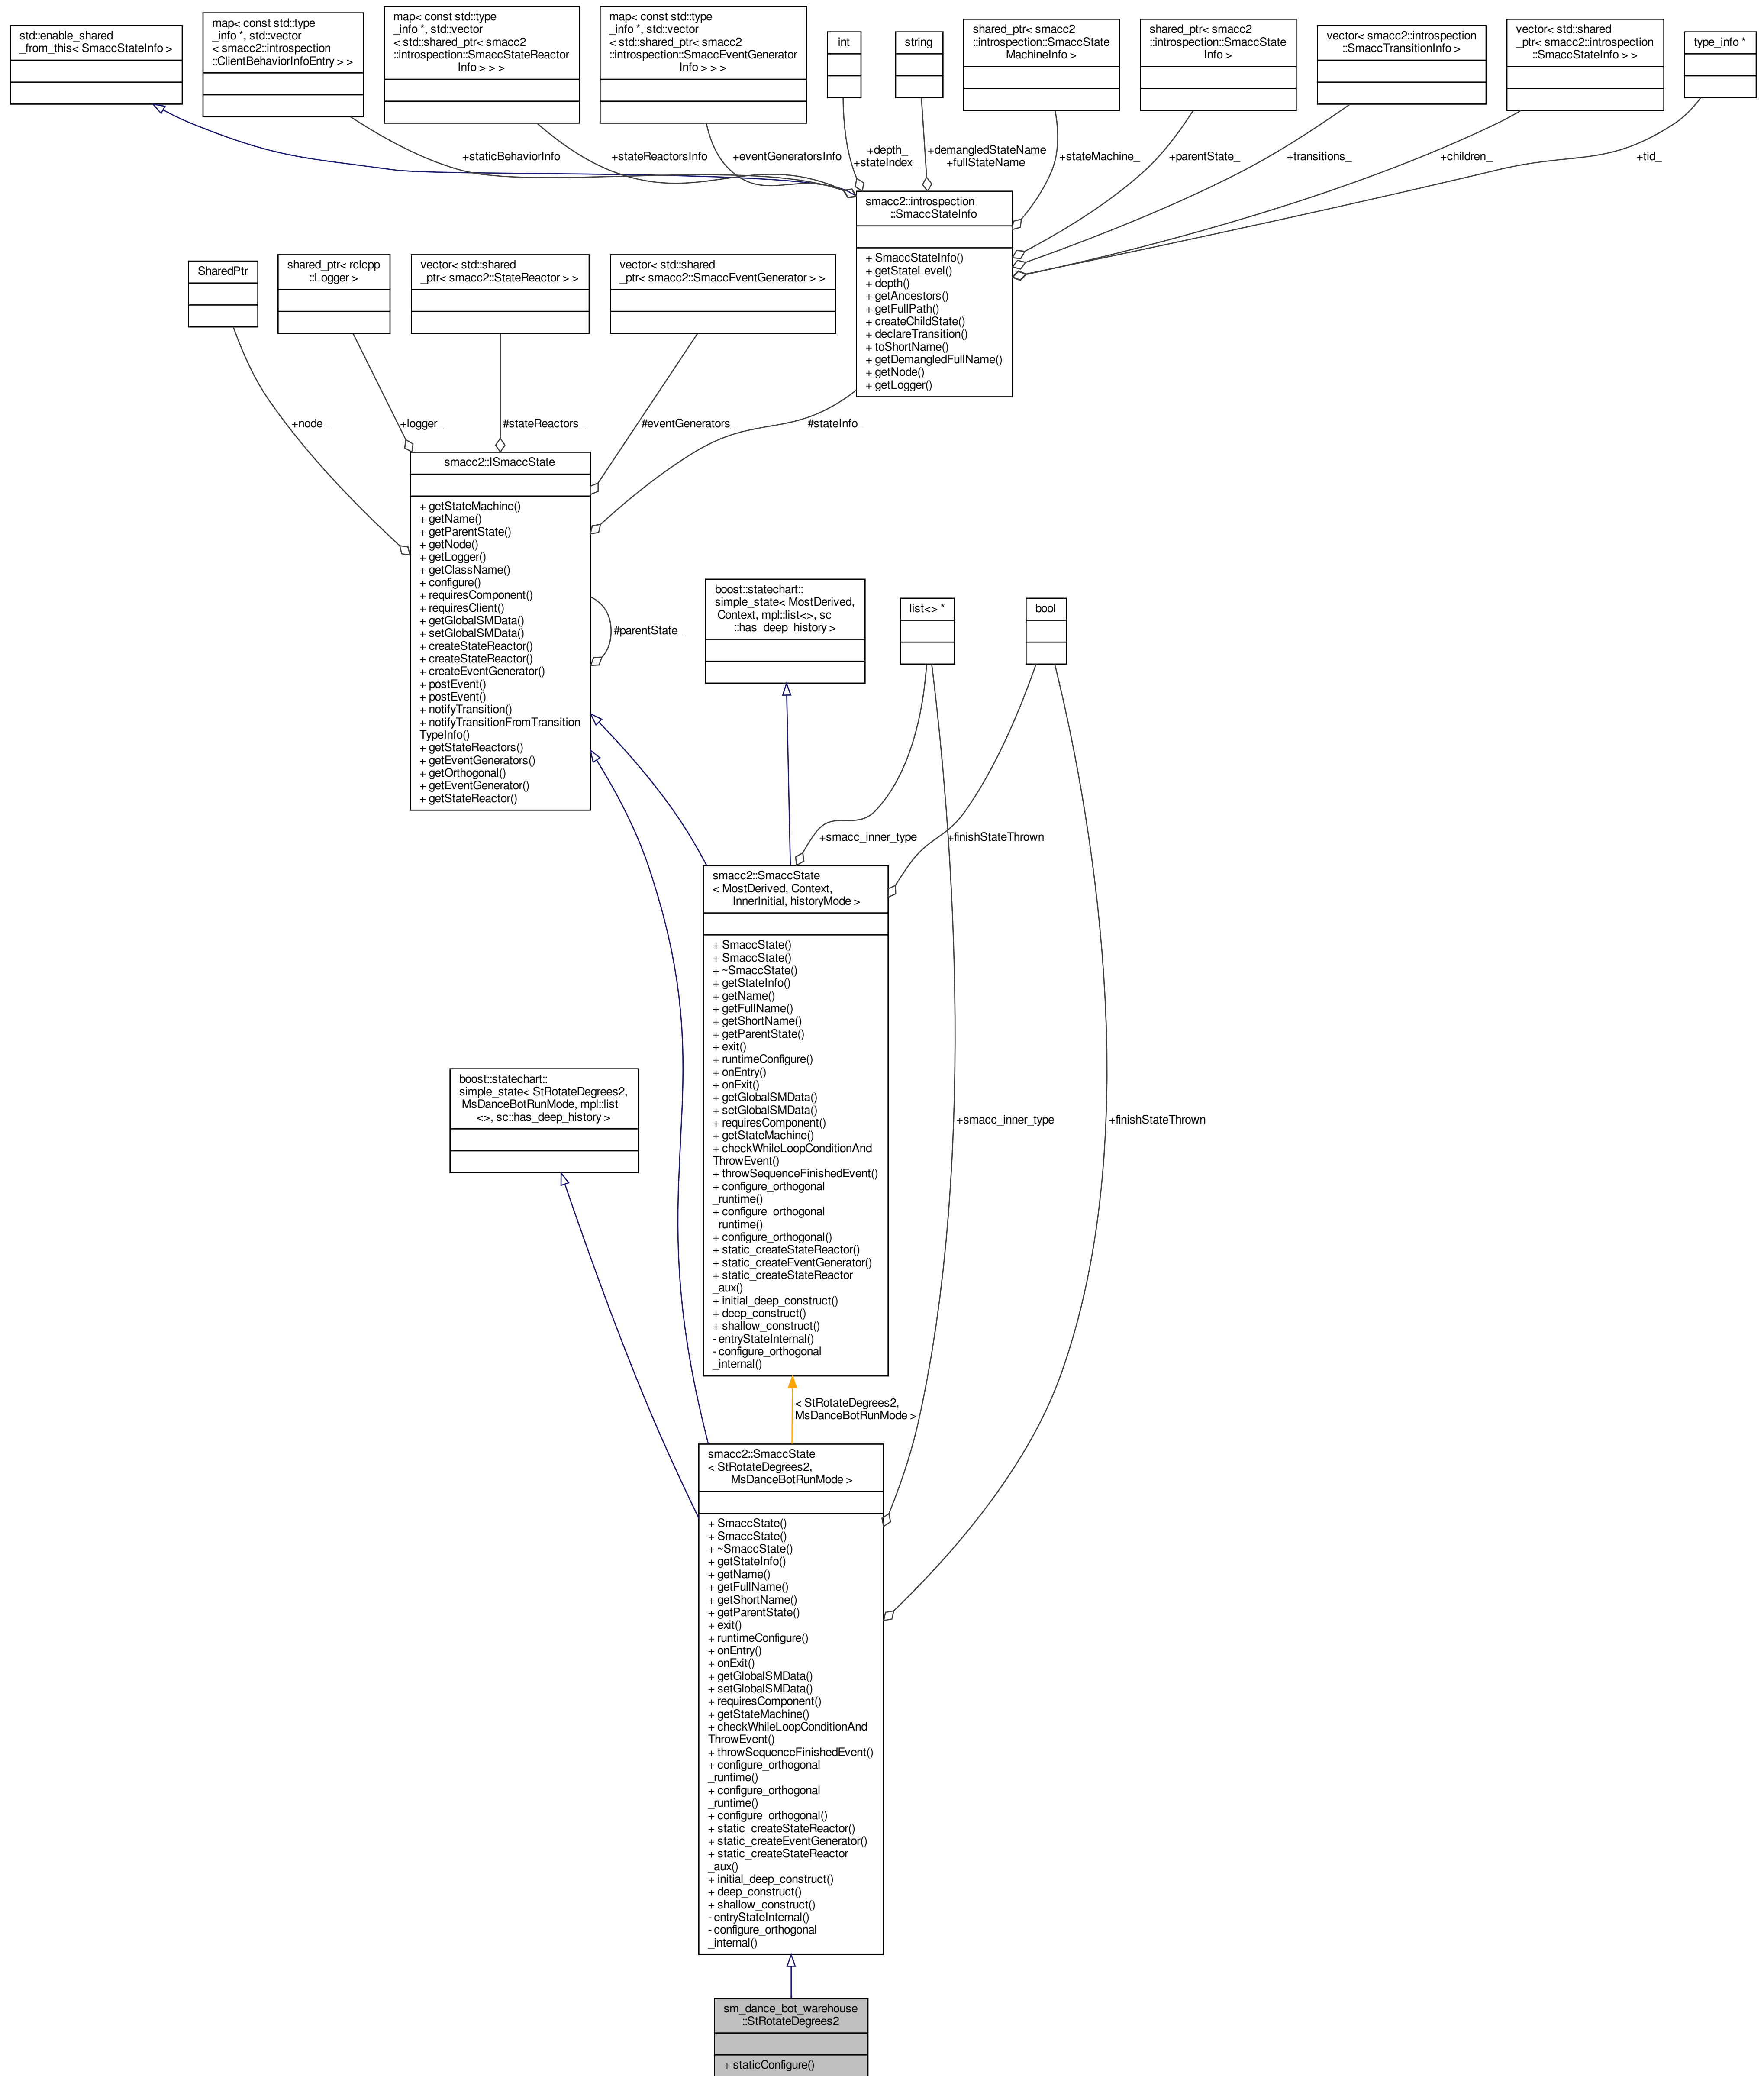 std::enable_shared
_from_this< SmaccStateInfo >
map< const std::type
_info *, std::vector
< smacc2::introspection
::ClientBehaviorInfoEntry > >
map< const std::type
_info *, std::vector
< std::shared_ptr< smacc2
::introspection::SmaccStateReactor
Info > > >
map< const std::type
_info *, std::vector
< std::shared_ptr< smacc2
::introspection::SmaccEventGenerator
Info > > >
int
string
shared_ptr< smacc2
::introspection::SmaccState
MachineInfo >
shared_ptr< smacc2
::introspection::SmaccState
Info >
vector< smacc2::introspection
::SmaccTransitionInfo >
vector< std::shared
_ptr< smacc2::introspection
::SmaccStateInfo > >
type_info *
+staticBehaviorInfo
+stateReactorsInfo
+eventGeneratorsInfo
+depth_
+stateIndex_
+demangledStateName
+fullStateName
+stateMachine_
+parentState_
+transitions_
+children_
+tid_
smacc2::introspection
::SmaccStateInfo
+ SmaccStateInfo()
+ getStateLevel()
+ depth()
+ getAncestors()
+ getFullPath()
+ createChildState()
+ declareTransition()
+ toShortName()
+ getDemangledFullName()
+ getNode()
+ getLogger()
SharedPtr
shared_ptr< rclcpp
::Logger >
vector< std::shared
_ptr< smacc2::StateReactor > >
vector< std::shared
_ptr< smacc2::SmaccEventGenerator > >
+node_
+logger_
#stateReactors_
#eventGenerators_
#stateInfo_
smacc2::ISmaccState
+ getStateMachine()
+ getName()
+ getParentState()
+ getNode()
+ getLogger()
+ getClassName()
+ configure()
+ requiresComponent()
+ requiresClient()
+ getGlobalSMData()
+ setGlobalSMData()
+ createStateReactor()
+ createStateReactor()
+ createEventGenerator()
+ postEvent()
+ postEvent()
+ notifyTransition()
+ notifyTransitionFromTransition
TypeInfo()
+ getStateReactors()
+ getEventGenerators()
+ getOrthogonal()
+ getEventGenerator()
+ getStateReactor()
#parentState_
boost::statechart::
simple_state< MostDerived,
Context, mpl::list<>, sc
::has_deep_history >
list<> *
bool
+smacc_inner_type
+finishStateThrown
smacc2::SmaccState
< MostDerived, Context,
InnerInitial, historyMode >
+ SmaccState()
+ SmaccState()
+ ~SmaccState()
+ getStateInfo()
+ getName()
+ getFullName()
+ getShortName()
+ getParentState()
+ exit()
+ runtimeConfigure()
+ onEntry()
+ onExit()
+ getGlobalSMData()
+ setGlobalSMData()
+ requiresComponent()
+ getStateMachine()
+ checkWhileLoopConditionAnd
ThrowEvent()
+ throwSequenceFinishedEvent()
+ configure_orthogonal
_runtime()
+ configure_orthogonal
_runtime()
+ configure_orthogonal()
+ static_createStateReactor()
+ static_createEventGenerator()
+ static_createStateReactor
_aux()
+ initial_deep_construct()
+ deep_construct()
+ shallow_construct()
- entryStateInternal()
- configure_orthogonal
_internal()
boost::statechart::
simple_state< StRotateDegrees2,
MsDanceBotRunMode, mpl::list
<>, sc::has_deep_history >
+smacc_inner_type
+finishStateThrown
< StRotateDegrees2,
MsDanceBotRunMode >
smacc2::SmaccState
< StRotateDegrees2,
MsDanceBotRunMode >
+ SmaccState()
+ SmaccState()
+ ~SmaccState()
+ getStateInfo()
+ getName()
+ getFullName()
+ getShortName()
+ getParentState()
+ exit()
+ runtimeConfigure()
+ onEntry()
+ onExit()
+ getGlobalSMData()
+ setGlobalSMData()
+ requiresComponent()
+ getStateMachine()
+ checkWhileLoopConditionAnd
ThrowEvent()
+ throwSequenceFinishedEvent()
+ configure_orthogonal
_runtime()
+ configure_orthogonal
_runtime()
+ configure_orthogonal()
+ static_createStateReactor()
+ static_createEventGenerator()
+ static_createStateReactor
_aux()
+ initial_deep_construct()
+ deep_construct()
+ shallow_construct()
- entryStateInternal()
- configure_orthogonal
_internal()
sm_dance_bot_warehouse
::StRotateDegrees2
+ staticConfigure()